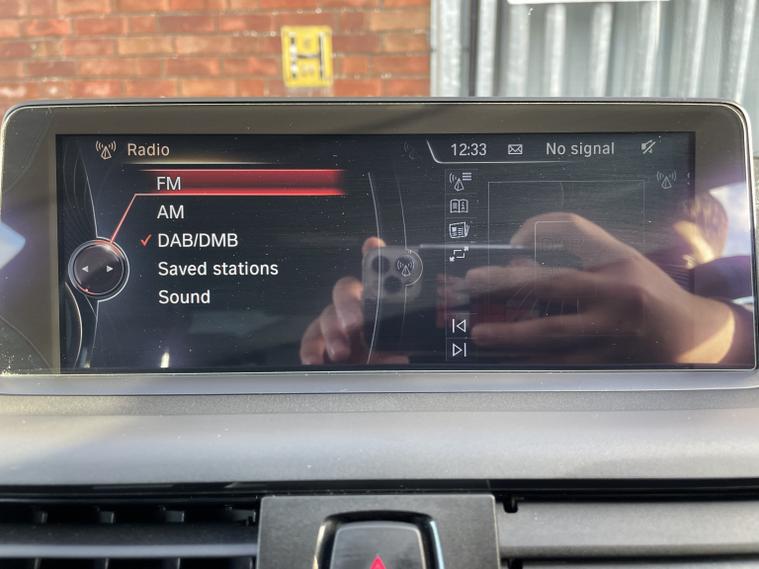 Radio
12:33 No signal
FM
AM
DAB/DMB
Saved stations
Sound